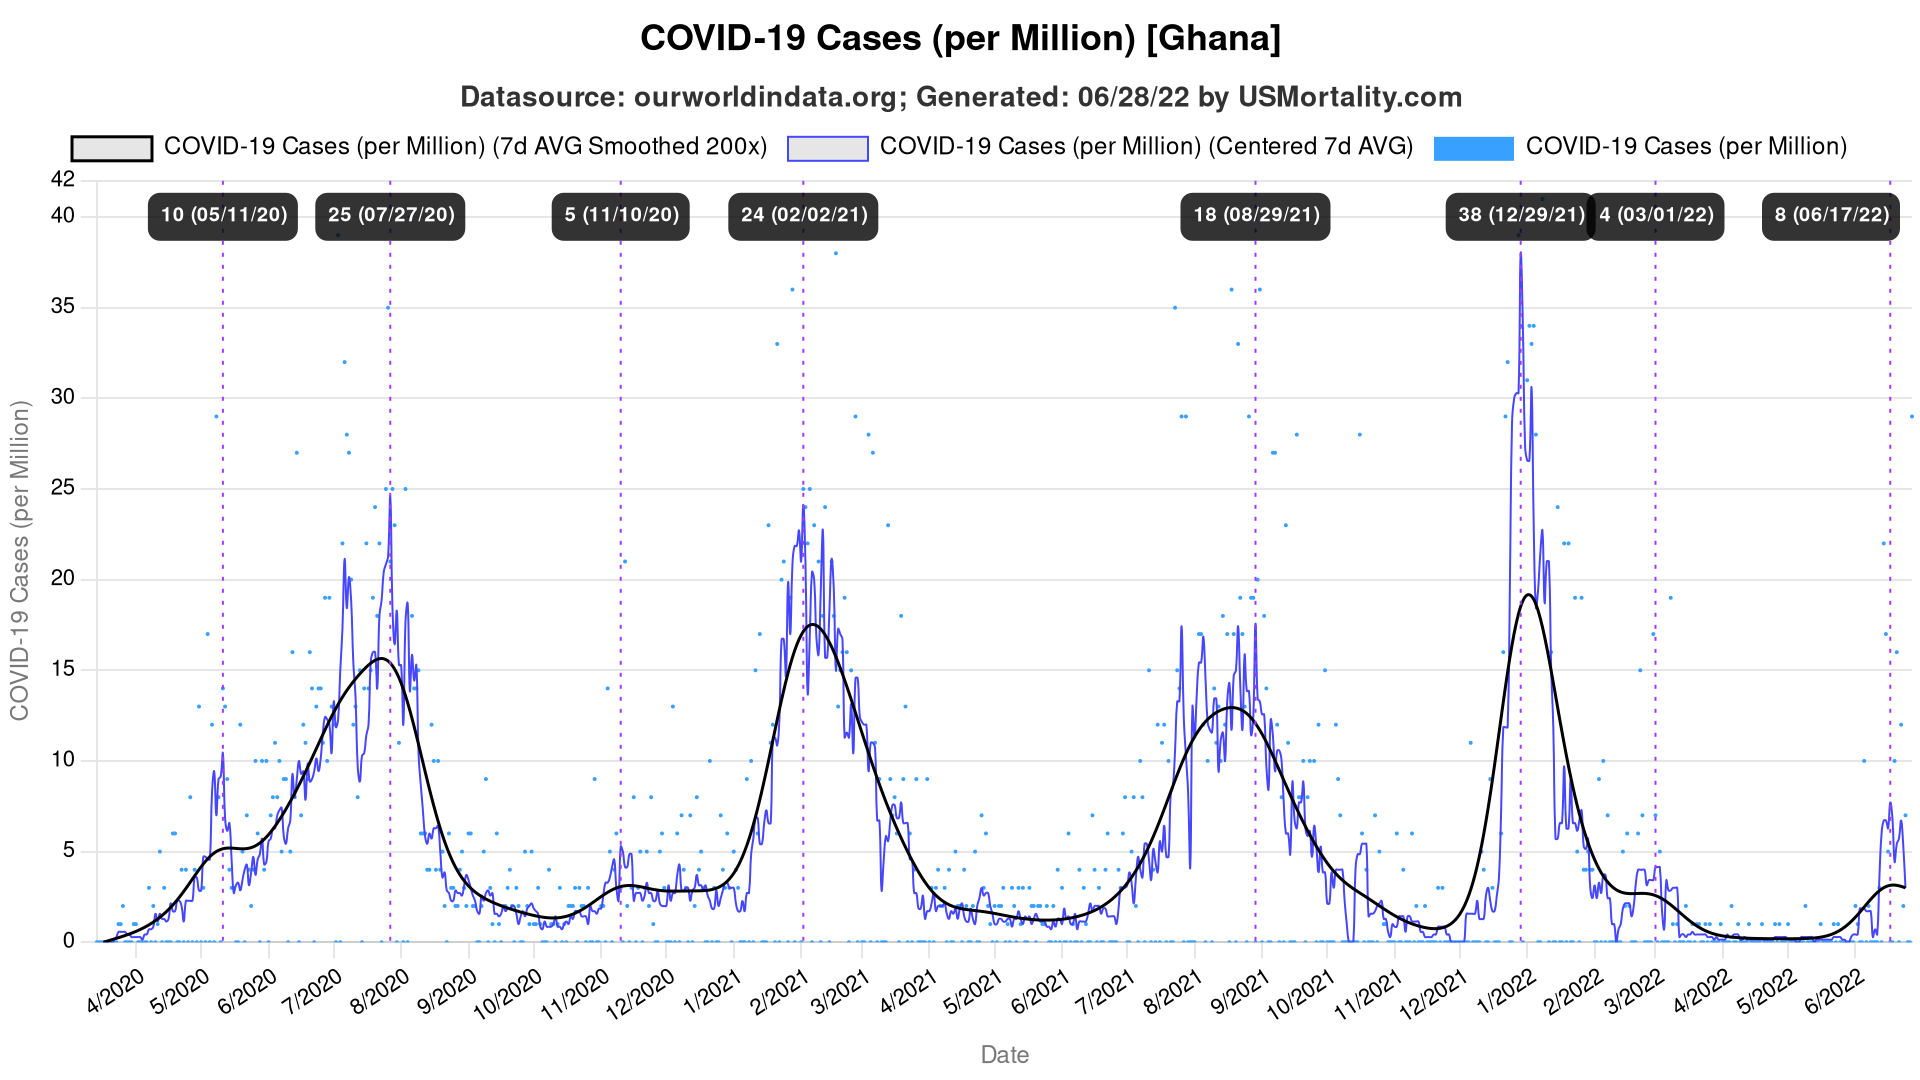 COVID-19 Cases (per Million) [Ghana]
Datasource: ourworldindata.org; Generated: 06/28/22 by USMortality.com
COVID-19 Cases (per Million) (7d AVG Smoothed 200x) COVID-19 Cases (per Million) (Centered 7d AVG) COVID-19 Cases (per Million)
42
10 (05/11/20) 25 (07/27/20) 5 (11/10/20) 24 (02/02/21) 18 (08/29/21) 38 (12/29/21) 4 (03/01/22) 8 (06/17/22)
40
35
30
25
20
15
10
5
0
COVID-19 Cases (per Million)
4/2020 5/2020 6/2020 7/2020 8/2020 9/2020 10/2020 11/2020 12/2020 1/2021 2/2021 3/2021 4/2021 5/2021 6/2021 7/2021 8/2021 9/2021 10/2021 11/2021 12/2021 1/2022 2/2022 3/2022 4/2022 5/2022 6/2022
Date